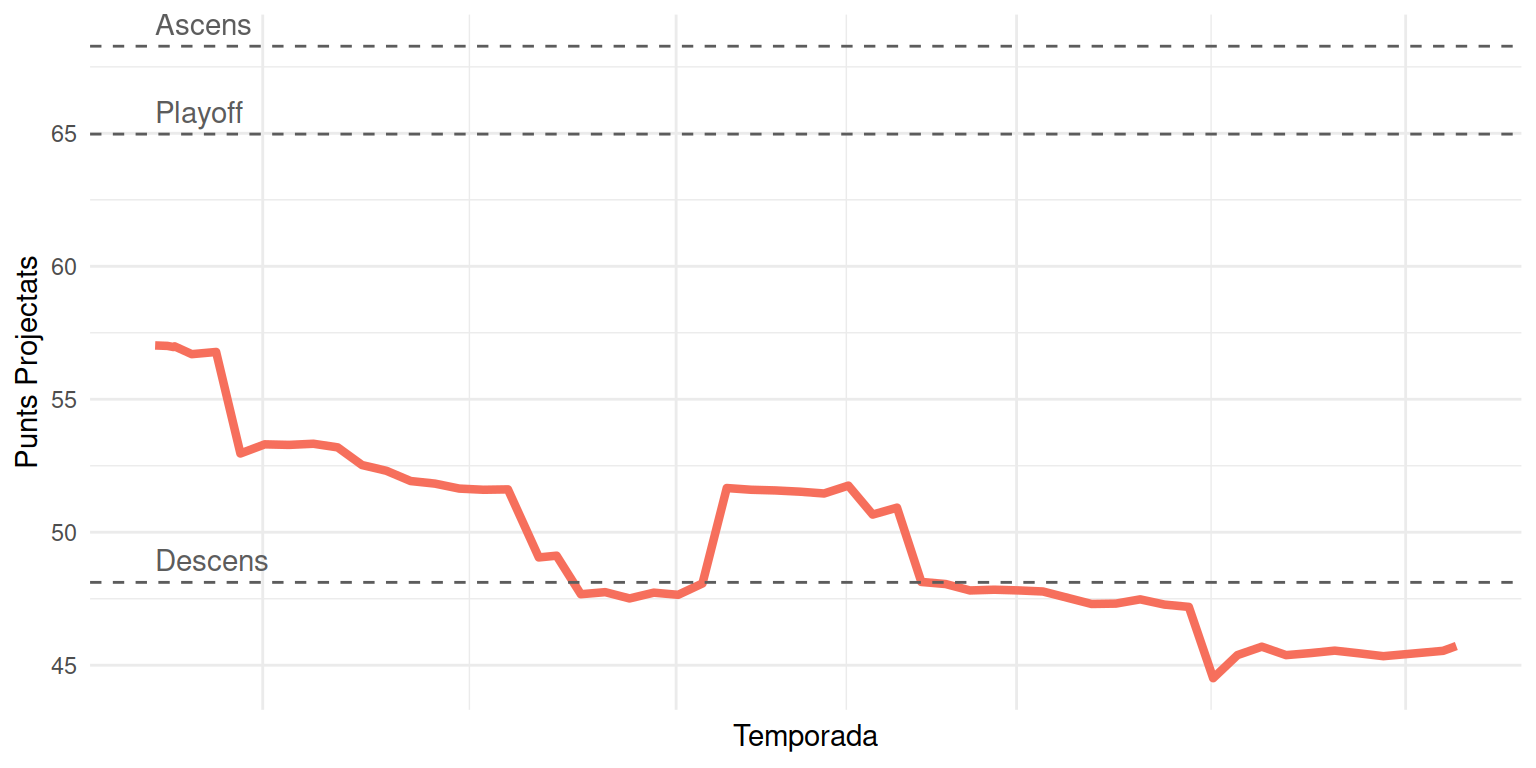 Ascens
Playoff
65
60
55
50
Descens
45
Punts Projectats
Temporada